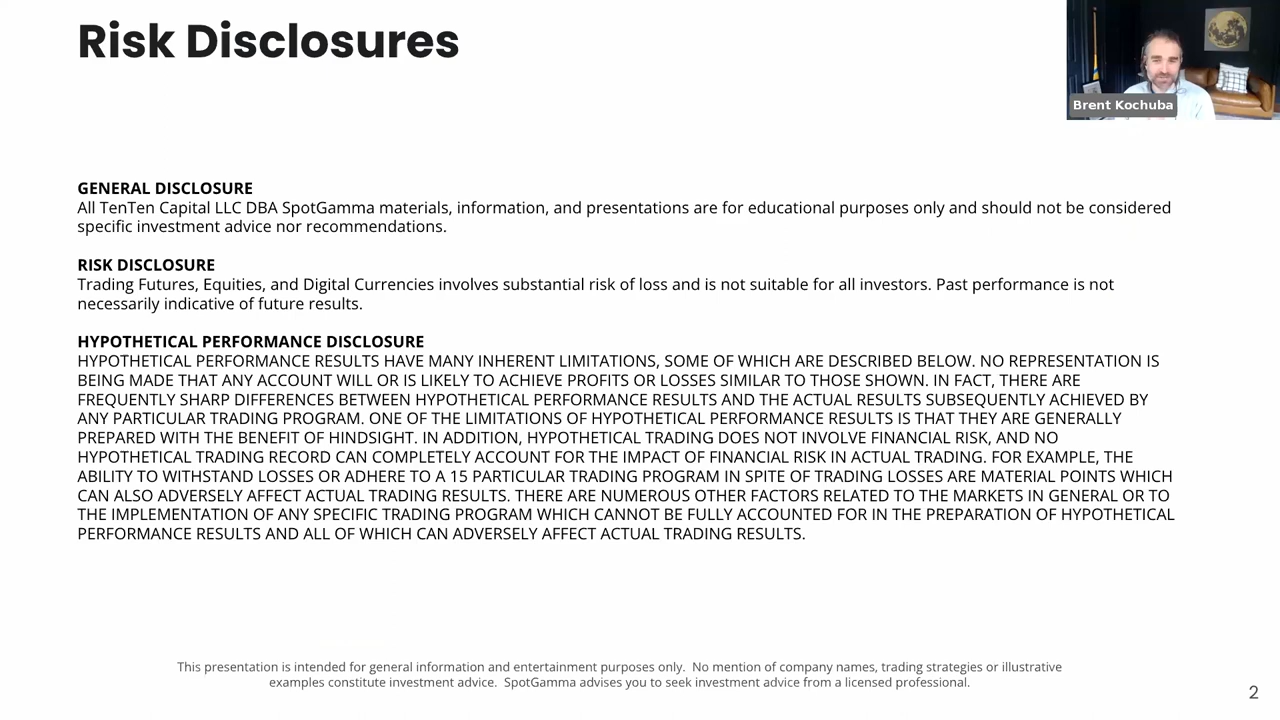 Risk Disclosures
Brent Kochuba
GENERAL DISCLOSURE
All TenTen Capital LLC DBA SpotGamma materials, information, and presentations are for educational purposes only and should not be considered
specific investment advice nor recommendations.
RISK DISCLOSURE
Trading Futures, Equities, and Digital Currencies involves substantial risk of loss and is not suitable for all investors. Past performance is not
necessarily indicative of future results.
HYPOTHETICAL PERFORMANCE DISCLOSURE
HYPOTHETICAL PERFORMANCE RESULTS HAVE MANY INHERENT LIMITATIONS, SOME OF WHICH ARE DESCRIBED BELOW. NO REPRESENTATION IS
BEING MADE THAT ANY ACCOUNT WILL OR IS LIKELY TO ACHIEVE PROFITS OR LOSSES SIMILAR TO THOSE SHOWN. IN FACT, THERE ARE
FREQUENTLY SHARP DIFFERENCES BETWEEN HYPOTHETICAL PERFORMANCE RESULTS AND THE ACTUAL RESULTS SUBSEQUENTLY ACHIEVED BY
ANY PARTICULAR TRADING PROGRAM. ONE OF THE LIMITATIONS OF HYPOTHETICAL PERFORMANCE RESULTS IS THAT THEY ARE GENERALLY
PREPARED WITH THE BENEFIT OF HINDSIGHT. IN ADDITION, HYPOTHETICAL TRADING DOES NOT INVOLVE FINANCIAL RISK, AND NO
HYPOTHETICAL TRADING RECORD CAN COMPLETELY ACCOUNT FOR THE IMPACT OF FINANCIAL RISK IN ACTUAL TRADING. FOR EXAMPLE, THE
ABILITY TO WITHSTAND LOSSES OR ADHERE TO A 15 PARTICULAR TRADING PROGRAM IN SPITE OF TRADING LOSSES ARE MATERIAL POINTS WHICH
CAN ALSO ADVERSELY AFFECT ACTUAL TRADING RESULTS. THERE ARE NUMEROUS OTHER FACTORS RELATED TO THE MARKETS IN GENERAL OR TO
THE IMPLEMENTATION OF ANY SPECIFIC TRADING PROGRAM WHICH CANNOT BE FULLY ACCOUNTED FOR IN THE PREPARATION OF HYPOTHETICAL
PERFORMANCE RESULTS AND ALL OF WHICH CAN ADVERSELY AFFECT ACTUAL TRADING RESULTS.
This presentation is intended for general information and entertainment purposes only. No mention of company names, trading strategies or illustrative
examples constitute investment advice. SpotGamma advises you to seek investment advice from a licensed professional.
2